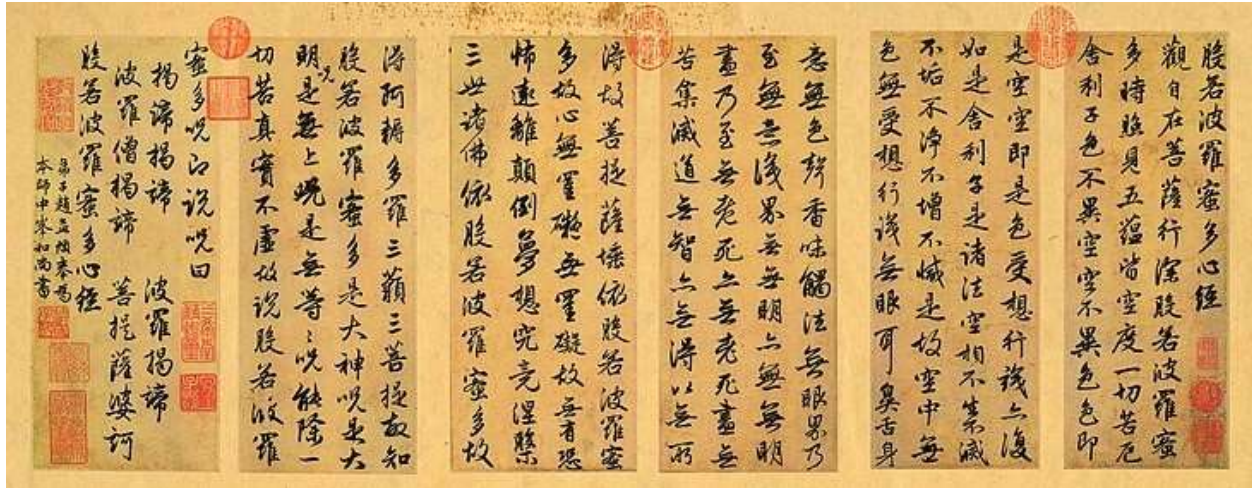 般若波羅蜜多心經
觀自在菩薩行深般若波羅蜜
多時照見五蘊皆空度一切苦厄
舍利子色不異空空不異色色即
是空空即是色受想行識亦復
如是舍利子是諸法空相不生滅
不垢不淨不增不減是故空中無
色無受想行識無眼耳鼻舌身
意無色聲香味觸法無眼界乃
至無意識界無無明亦無無明
盡乃至無老死亦無老死盡無
苦集滅道無智亦無得以無所
得故菩提薩埵依般若波羅蜜
多故心無罣礙無罣礙故無有恐
怖遠離顛倒夢想究竟涅槃
三世諸佛依般若波羅蜜多故
得阿耨多羅三藐三菩提故知
般若波羅蜜多是大神咒是大
明咒是無上咒是無等〻咒能除一
切苦真實不虛故說般若波羅
蜜多咒即說咒曰
揭諦揭諦 波羅揭諦
波羅僧揭諦 菩提薩婆訶
般若波羅蜜多心經
弟子趙孟頫奉為
本師中峯和尚書